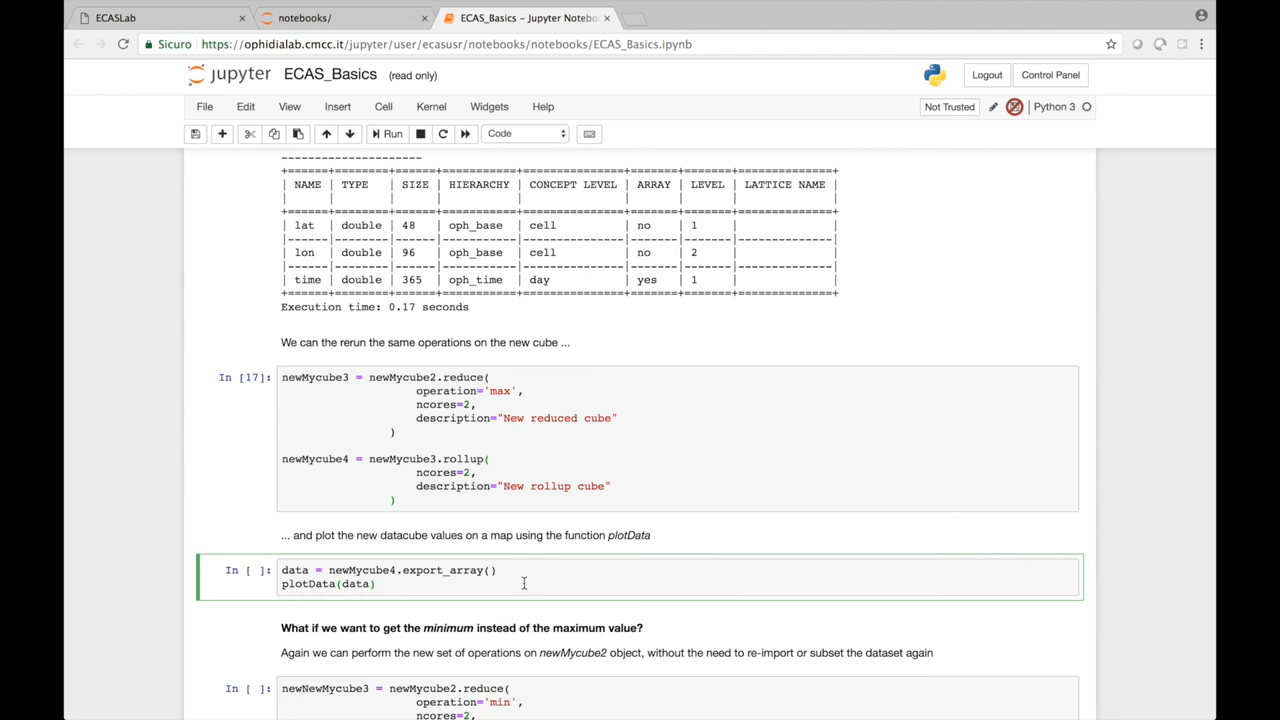 ECASLab
notebooks/
ECAS_Basics - Jupyter Notebo
Sicuro
https://ophidialab.cmcc.it/jupyter/user/ecasusr/notebooks/notebooks/ECAS_Basics.ipynb
jupyter ECAS_Basics (read only)
Logout
Control Panel
File Edit View Insert Cell Kernel Widgets Help
Not Trusted
Python 3
Run
Code
---------------------
+======+========+======+===========+===============+=======+=======+==============+
| NAME | TYPE | SIZE | HIERARCHY | CONCEPT LEVEL | ARRAY | LEVEL | LATTICE NAME |
| | | | | | | | |
+======+========+======+===========+===============+=======+=======+==============+
| lat | double | 48 | oph_base | cell | no | 1 | |
|------|--------|------|-----------|---------------|-------|-------|--------------|
| lon | double | 96 | oph_base | cell | no | 2 | |
|------|--------|------|-----------|---------------|-------|-------|--------------|
| time | double | 365 | oph_time | day | yes | 1 | |
+======+========+======+===========+===============+=======+=======+==============+
Execution time: 0.17 seconds
We can the rerun the same operations on the new cube ...
In [17]: newMycube3 = newMycube2.reduce(
operation='max',
ncores=2,
description="New reduced cube"
)
newMycube4 = newMycube3.rollup(
ncores=2,
description="New rollup cube"
)
... and plot the new datacube values on a map using the function plotData
In [ ]: data = newMycube4.export_array()
plotData(data)
What if we want to get the minimum instead of the maximum value?
Again we can perform the new set of operations on newMycube2 object, without the need to re-import or subset the dataset again
In [ ]: newNewMycube3 = newMycube2.reduce(
operation='min',
ncores=2,